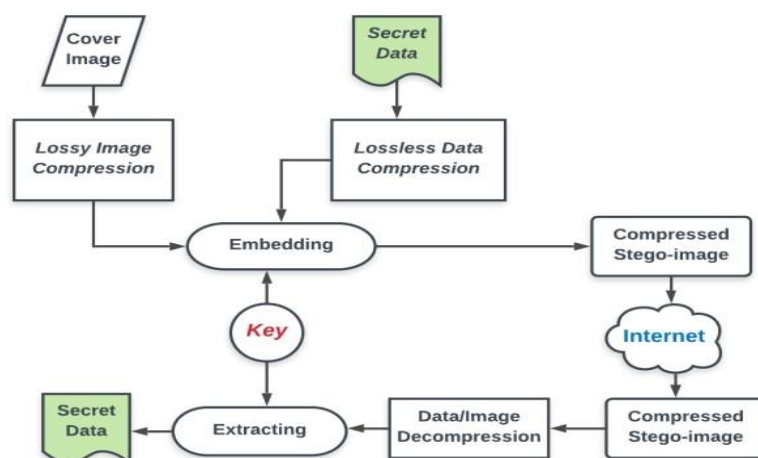 Cover
Image
Secret
Data
Lossy Image
Compression
Lossless Data
Compression
Embedding
Compressed
Stego-image
Key
Internet
Secret
Data
Extracting
Data/Image
Decompression
Compressed
Stego-image